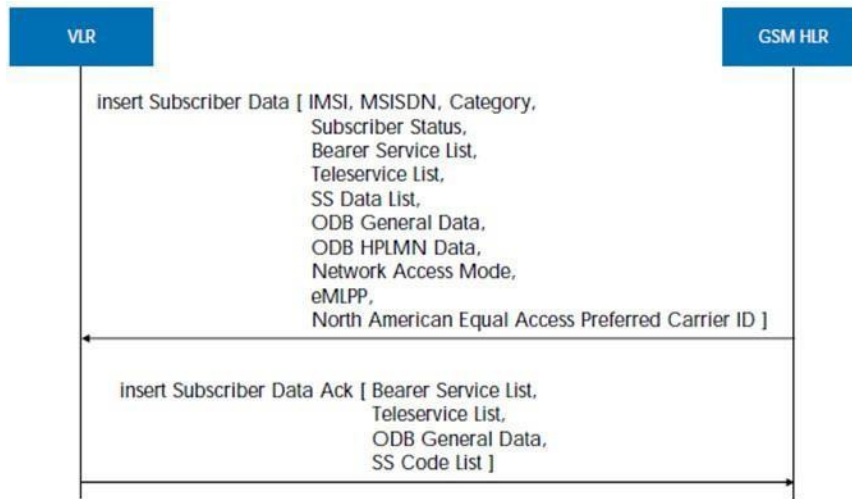 VLR
GSM HLR
insert Subscriber Data [ IMSI, MSISDN, Category,
Subscriber Status,
Bearer Service List,
Teleservice List,
SS Data List,
ODB General Data,
ODB HPLMN Data,
Network Access Mode,
eMLPP,
North American Equal Access Preferred Carrier ID ]
insert Subscriber Data Ack [ Bearer Service List,
Teleservice List,
ODB General Data,
SS Code List ]